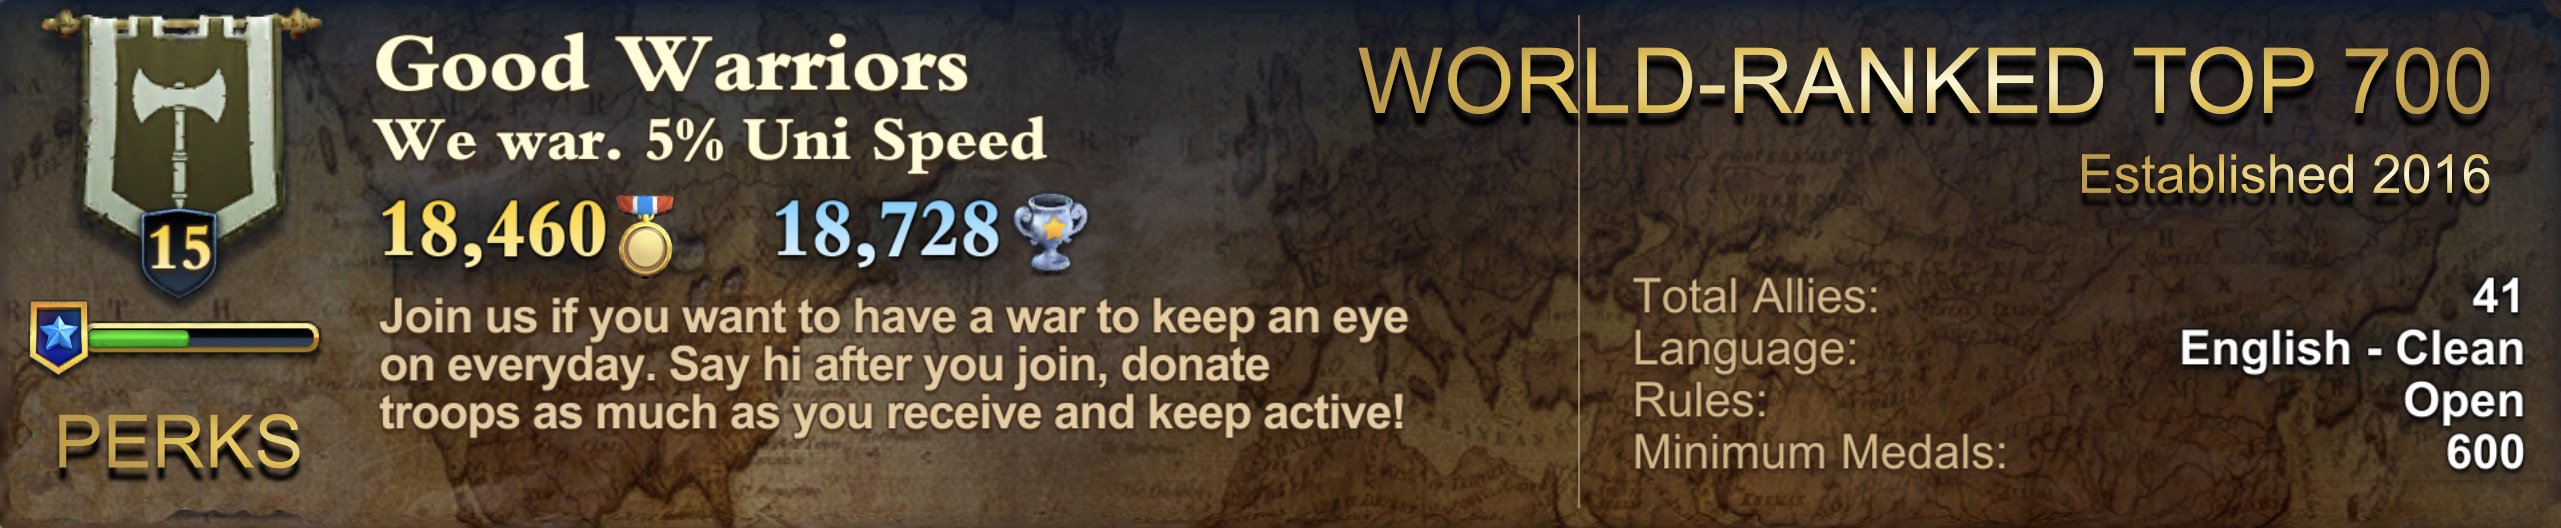 Good Warriors
We war. 5% Uni Speed
18,460
18,728
15
PERKS
Join us if you want to have a war to keep an eye
on everyday. Say hi after you join, donate
troops as much as you receive and keep active!
WORLD-RANKED TOP 700
Established 2016
Total Allies: 41
Language: English - Clean
Rules: Open
Minimum Medals: 600